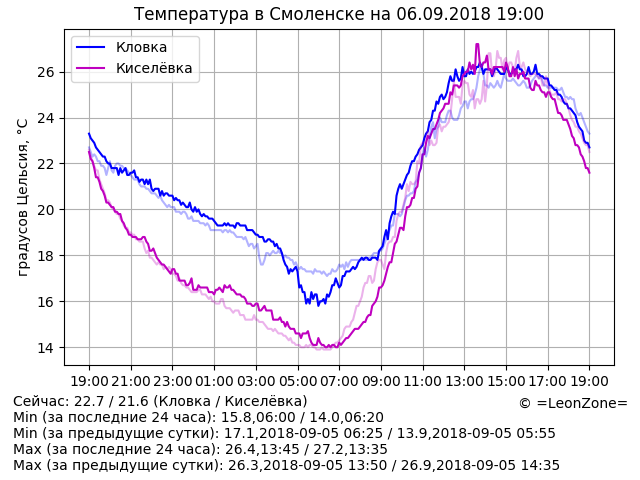 Температура в Смоленске на 06.09.2018 19:00
Кловка
Киселёвка
градусов Цельсия, °C
26
24
22
20
18
16
14
19:00 21:00 23:00 01:00 03:00 05:00 07:00 09:00 11:00 13:00 15:00 17:00 19:00
Сейчас: 22.7 / 21.6 (Кловка / Киселёвка)
© =LeonZone=
Min (за последние 24 часа): 15.8,06:00 / 14.0,06:20
Min (за предыдущие сутки): 17.1,2018-09-05 06:25 / 13.9,2018-09-05 05:55
Max (за последние 24 часа): 26.4,13:45 / 27.2,13:35
Max (за предыдущие сутки): 26.3,2018-09-05 13:50 / 26.9,2018-09-05 14:35